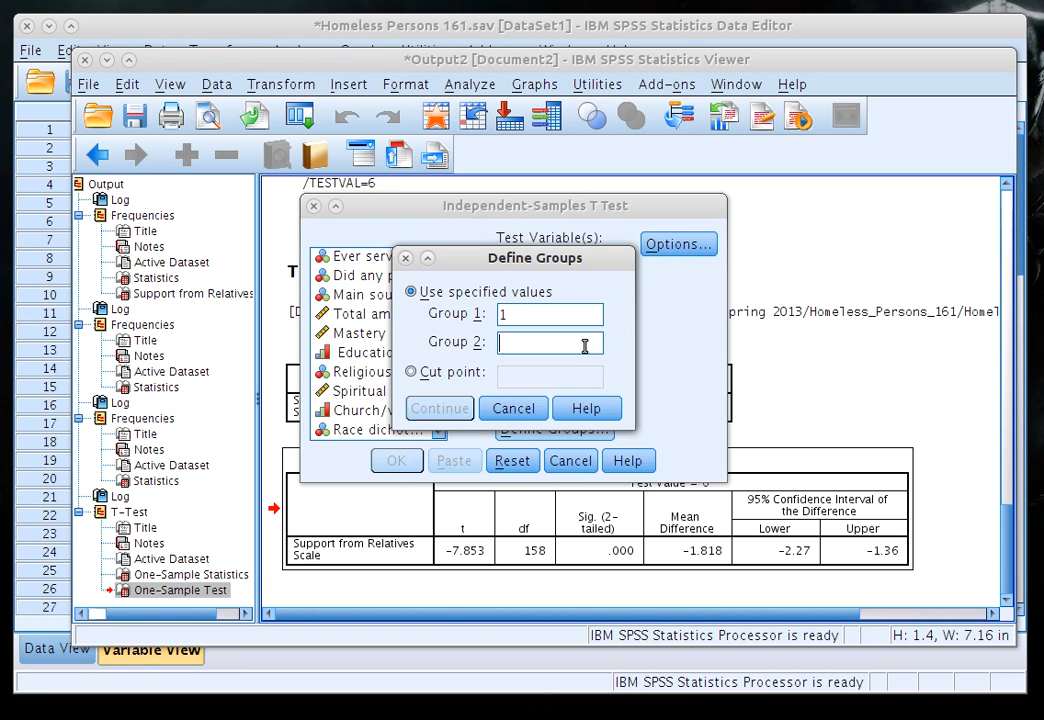 *Homeless Persons 161.sav [DataSet1] - IBM SPSS Statistics Data Editor
File
*Output2 [Document2] - IBM SPSS Statistics Viewer
File Edit View Data Transform Insert Format Analyze Graphs Utilities Add-ons Window Help
1
2
3
4
5
6
7
8
9
10
11
12
13
14
15
16
17
18
19
20
21
22
23
24
25
26
27
Output
Log
Frequencies
Title
Notes
Active Dataset
Statistics
Support from Relatives
Log
Frequencies
Title
Notes
Active Dataset
Statistics
Log
Frequencies
Title
Notes
Active Dataset
Statistics
Log
T-Test
Title
Notes
Active Dataset
One-Sample Statistics
One-Sample Test
/TESTVAL=6
T
pring 2013/Homeless_Persons_161/Homel
Independent-Samples T Test
Test Variable(s):
Options...
Ever serv
Did any p
Main sou
Total am
Mastery
Educatio
Religious
Spiritual
Church/
Race dichot...
Define Groups...
OK Paste Reset Cancel Help
Define Groups
Use specified values
Group 1: 1
Group 2:
Cut point:
Continue Cancel Help
95% Confidence Interval of
the Difference
t df Sig. (2-
tailed) Mean
Difference Lower Upper
Support from Relatives
Scale -7.853 158 .000 -1.818 -2.27 -1.36
IBM SPSS Statistics Processor is ready H: 1.4, W: 7.16 in
Data View Variable View
IBM SPSS Statistics Processor is ready